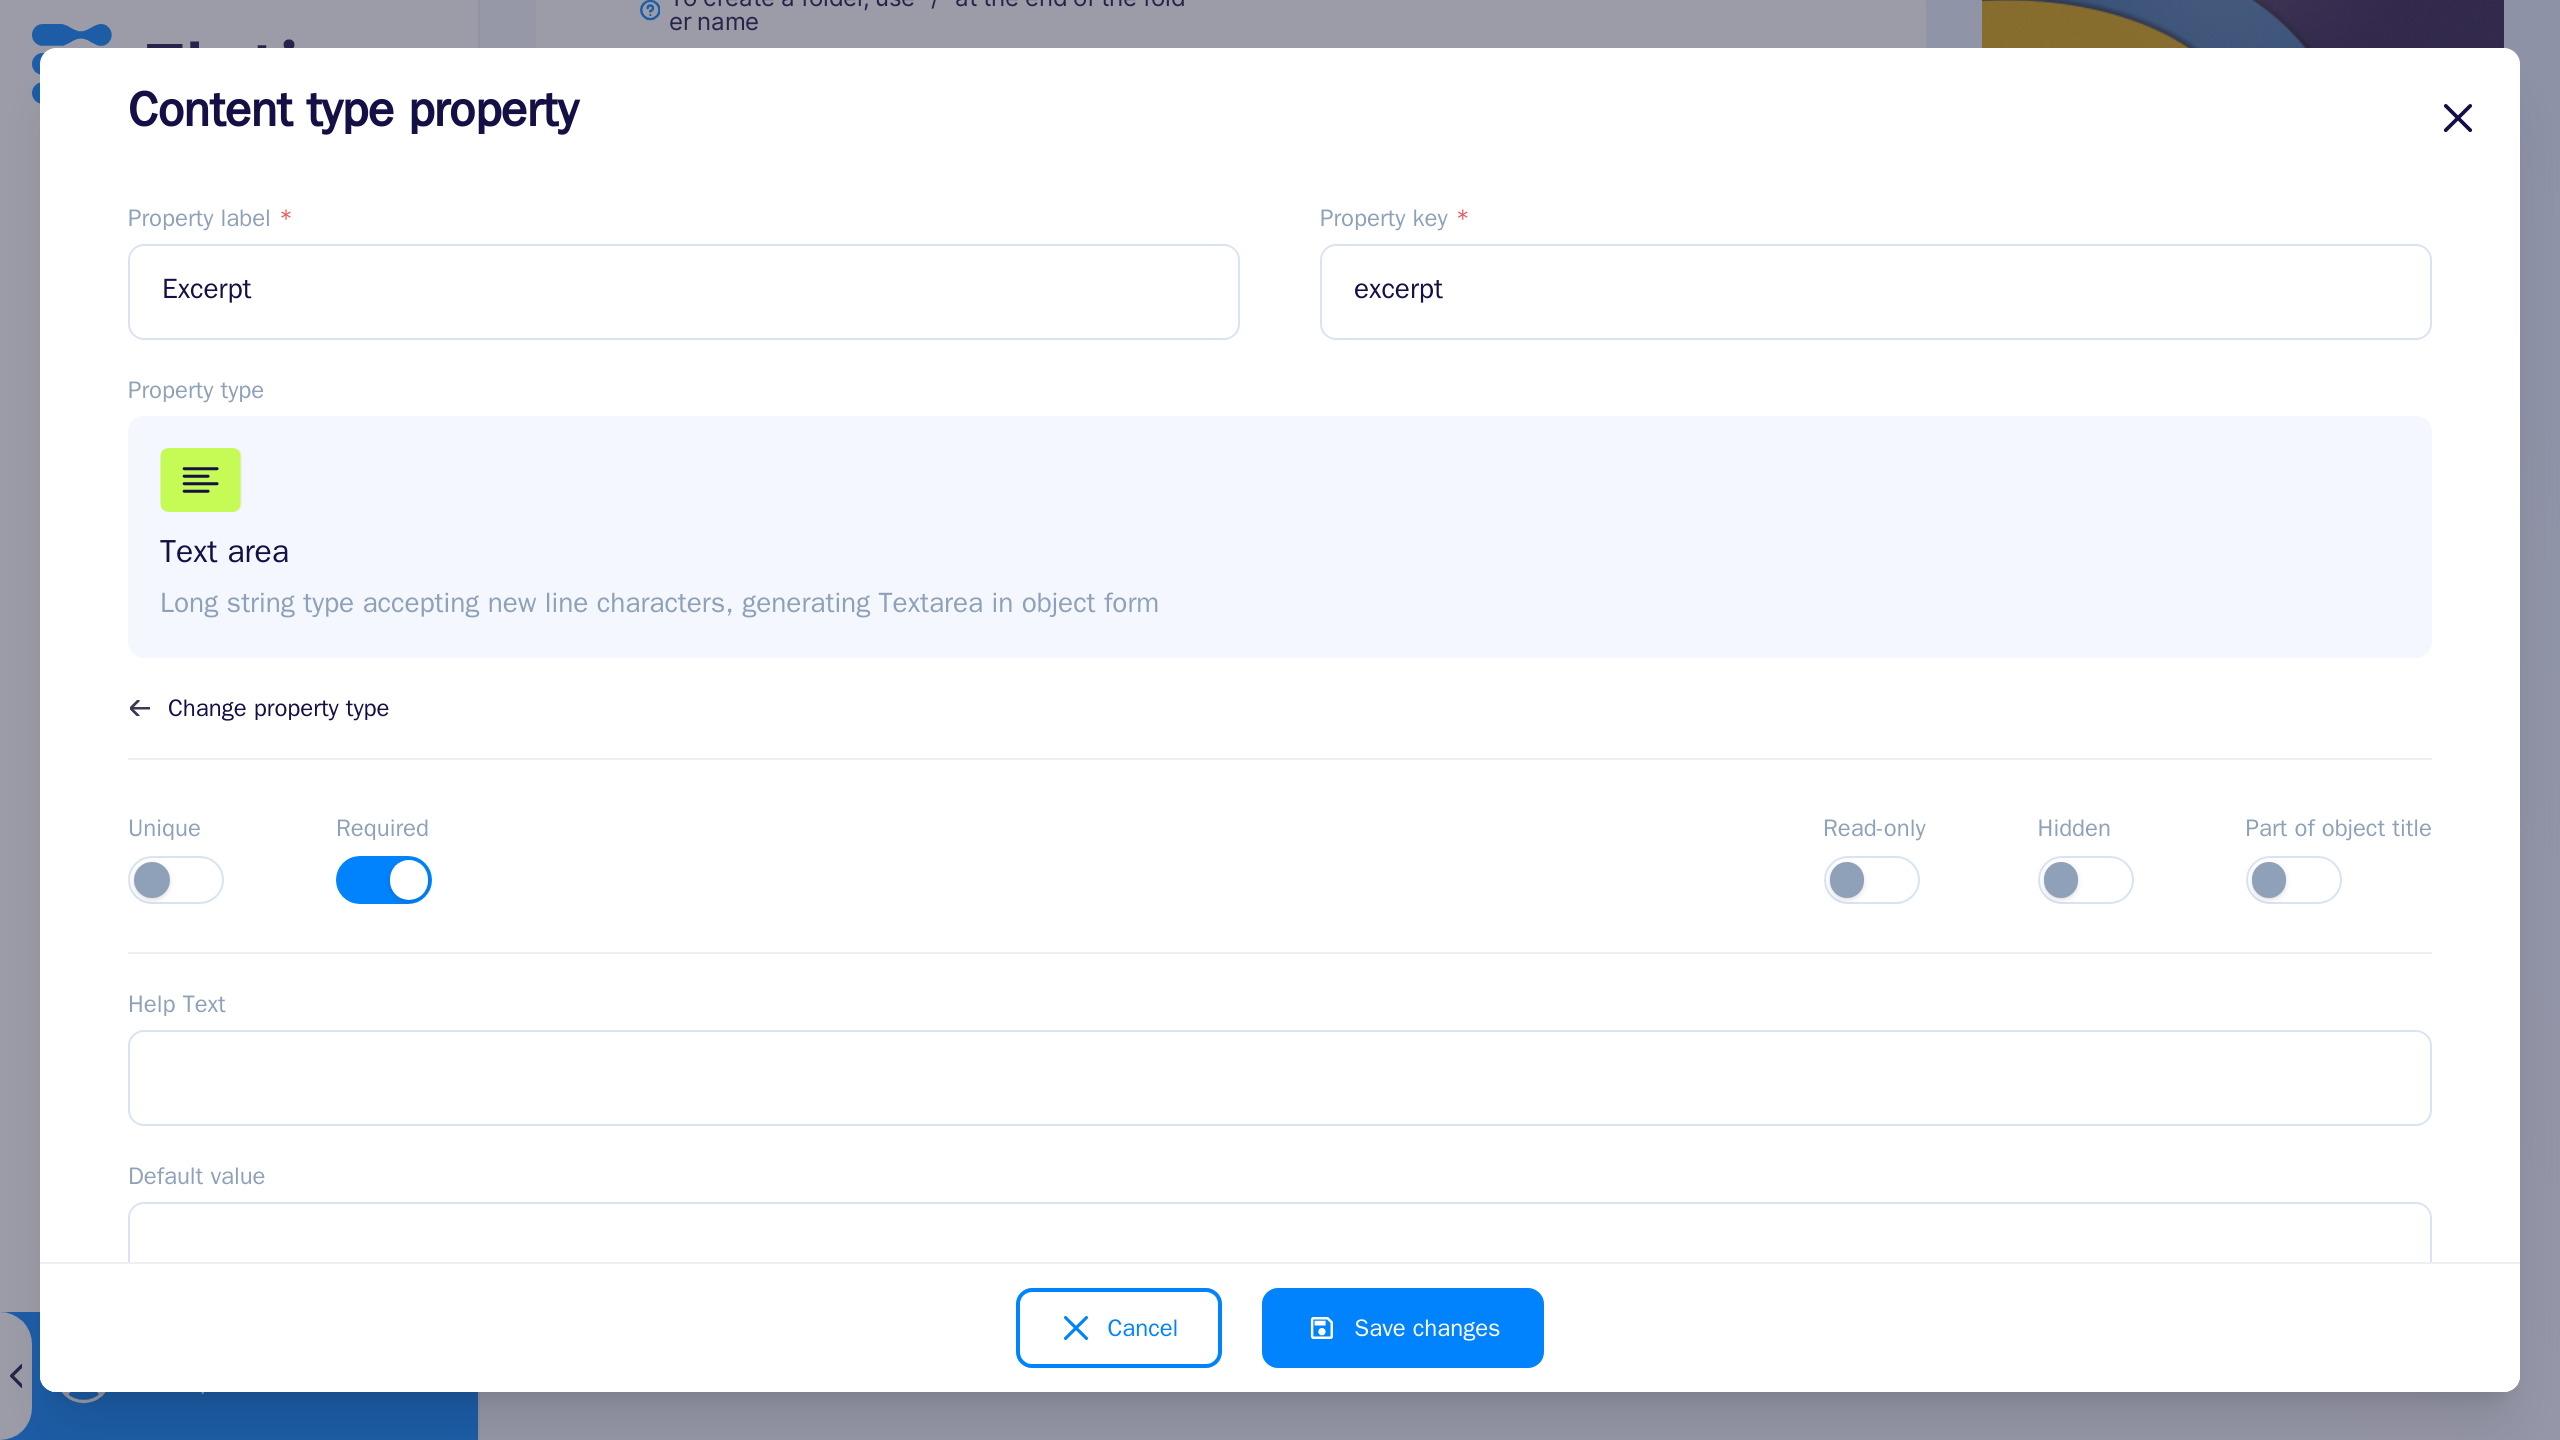 er name
Content type property
Property label *
Property key *
Excerpt
excerpt
Property type
Text area
Long string type accepting new line characters, generating Textarea in object form
Change property type
Unique
Required
Read-only
Hidden
Part of object title
Help Text
Default value
Cancel
Save changes